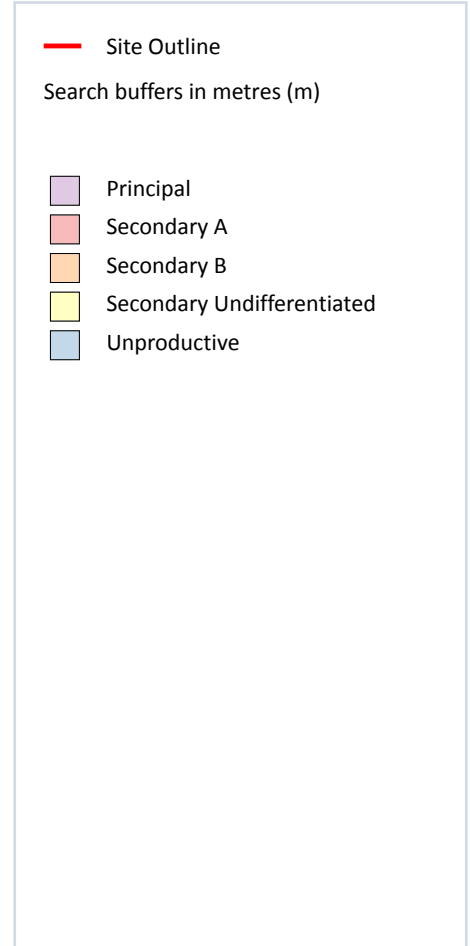 Site Outline
Search buffers in metres (m)
Principal
Secondary A
Secondary B
Secondary Undifferentiated
Unproductive